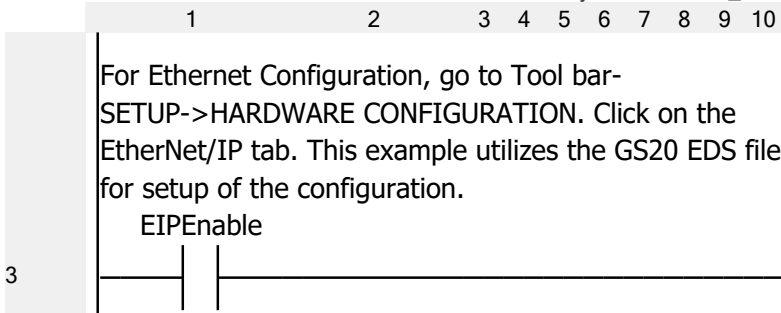 1 2 3 4 5 6 7 8 9 10
For Ethernet Configuration, go to Tool bar-
SETUP->HARDWARE CONFIGURATION. Click on the
EtherNet/IP tab. This example utilizes the GS20 EDS file
for setup of the configuration.
EIPEnable
3